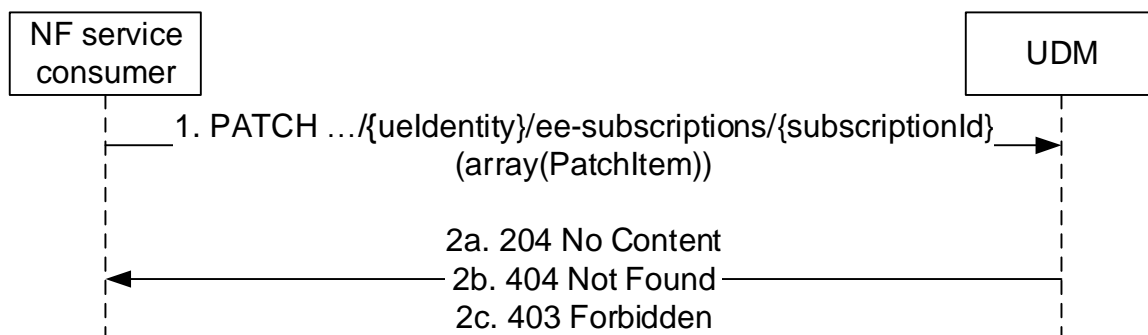 NF service
consumer
UDM
1. PATCH …/{ueIdentity}/ee-subscriptions/{subscriptionId}
(array(PatchItem))
2a. 204 No Content
2b. 404 Not Found
2c. 403 Forbidden